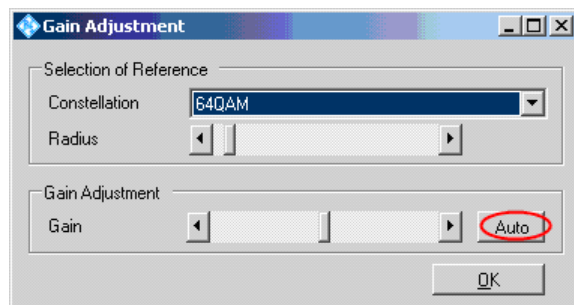 Gain Adjustment
Selection of Reference
Constellation 64QAM
Radius
Gain Adjustment
Gain Auto
OK